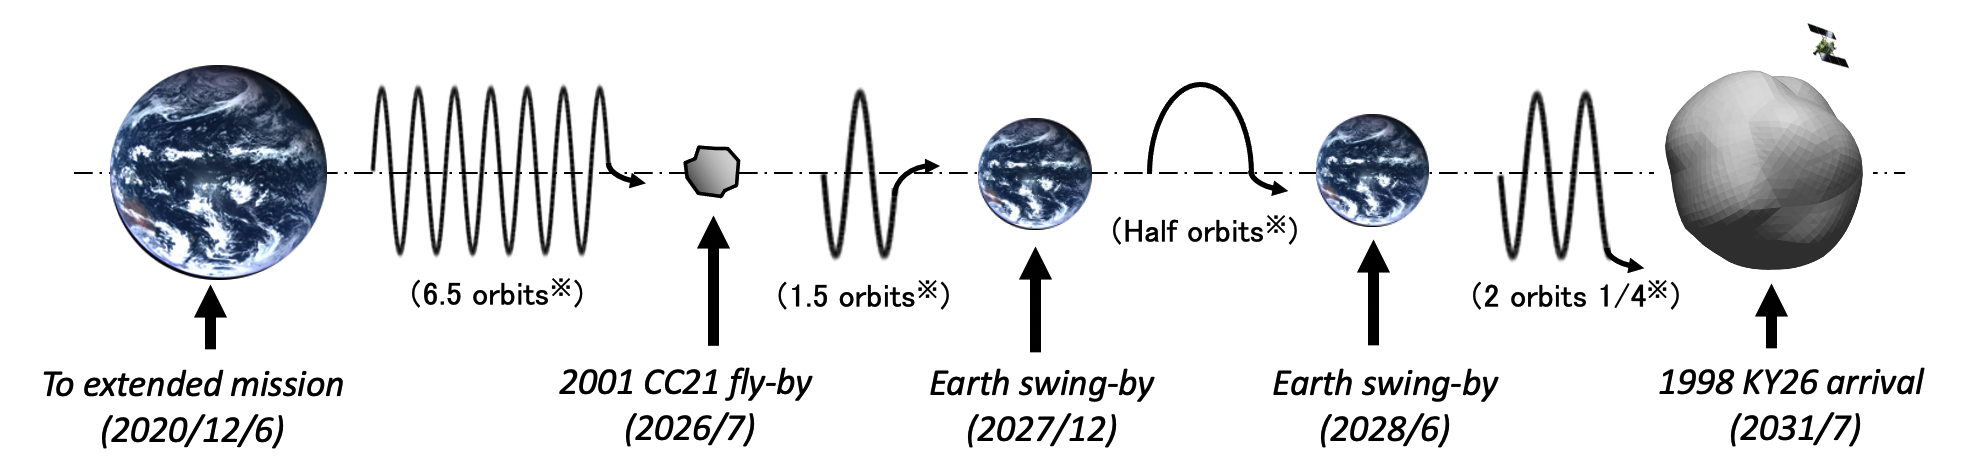 (6.5 orbits※)
(1.5 orbits※)
(Half orbits※)
(2 orbits 1/4※)
To extended mission
(2020/12/6)
2001 CC21 fly-by
(2026/7)
Earth swing-by
(2027/12)
Earth swing-by
(2028/6)
1998 KY26 arrival
(2031/7)